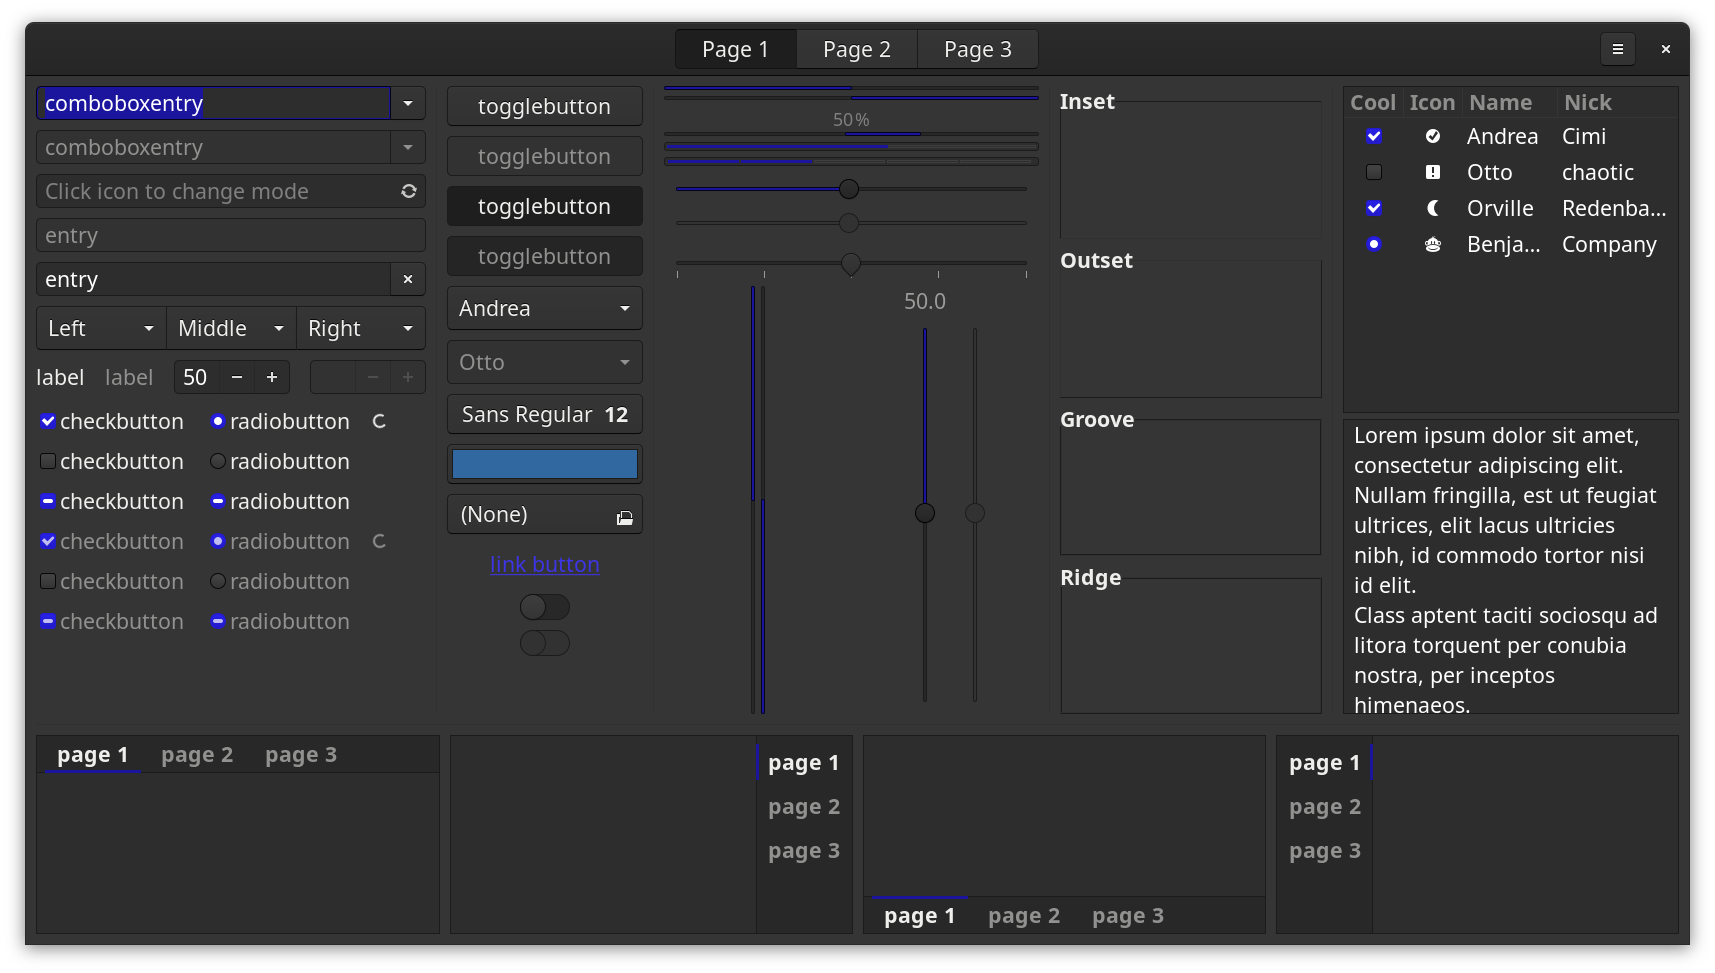 Page 1 Page 2 Page 3
comboboxentry
comboboxentry
Click icon to change mode
entry
entry
Left Middle Right
label label 50
checkbutton radiobutton
checkbutton radiobutton
checkbutton radiobutton
checkbutton radiobutton
checkbutton radiobutton
checkbutton radiobutton
togglebutton
togglebutton
togglebutton
togglebutton
Andrea
Otto
Sans Regular 12
(None)
link button
50 %
50.0
Inset
Outset
Groove
Ridge
Cool Icon Name Nick
Andrea Cimi
Otto chaotic
Orville Redenba...
Benja... Company
Lorem ipsum dolor sit amet,
consectetur adipiscing elit.
Nullam fringilla, est ut feugiat
ultrices, elit lacus ultricies
nibh, id commodo tortor nisi
id elit.
Class aptent taciti sociosqu ad
litora torquent per conubia
nostra, per inceptos
himenaeos.
page 1 page 2 page 3
page 1
page 2
page 3
page 1 page 2 page 3
page 1
page 2
page 3